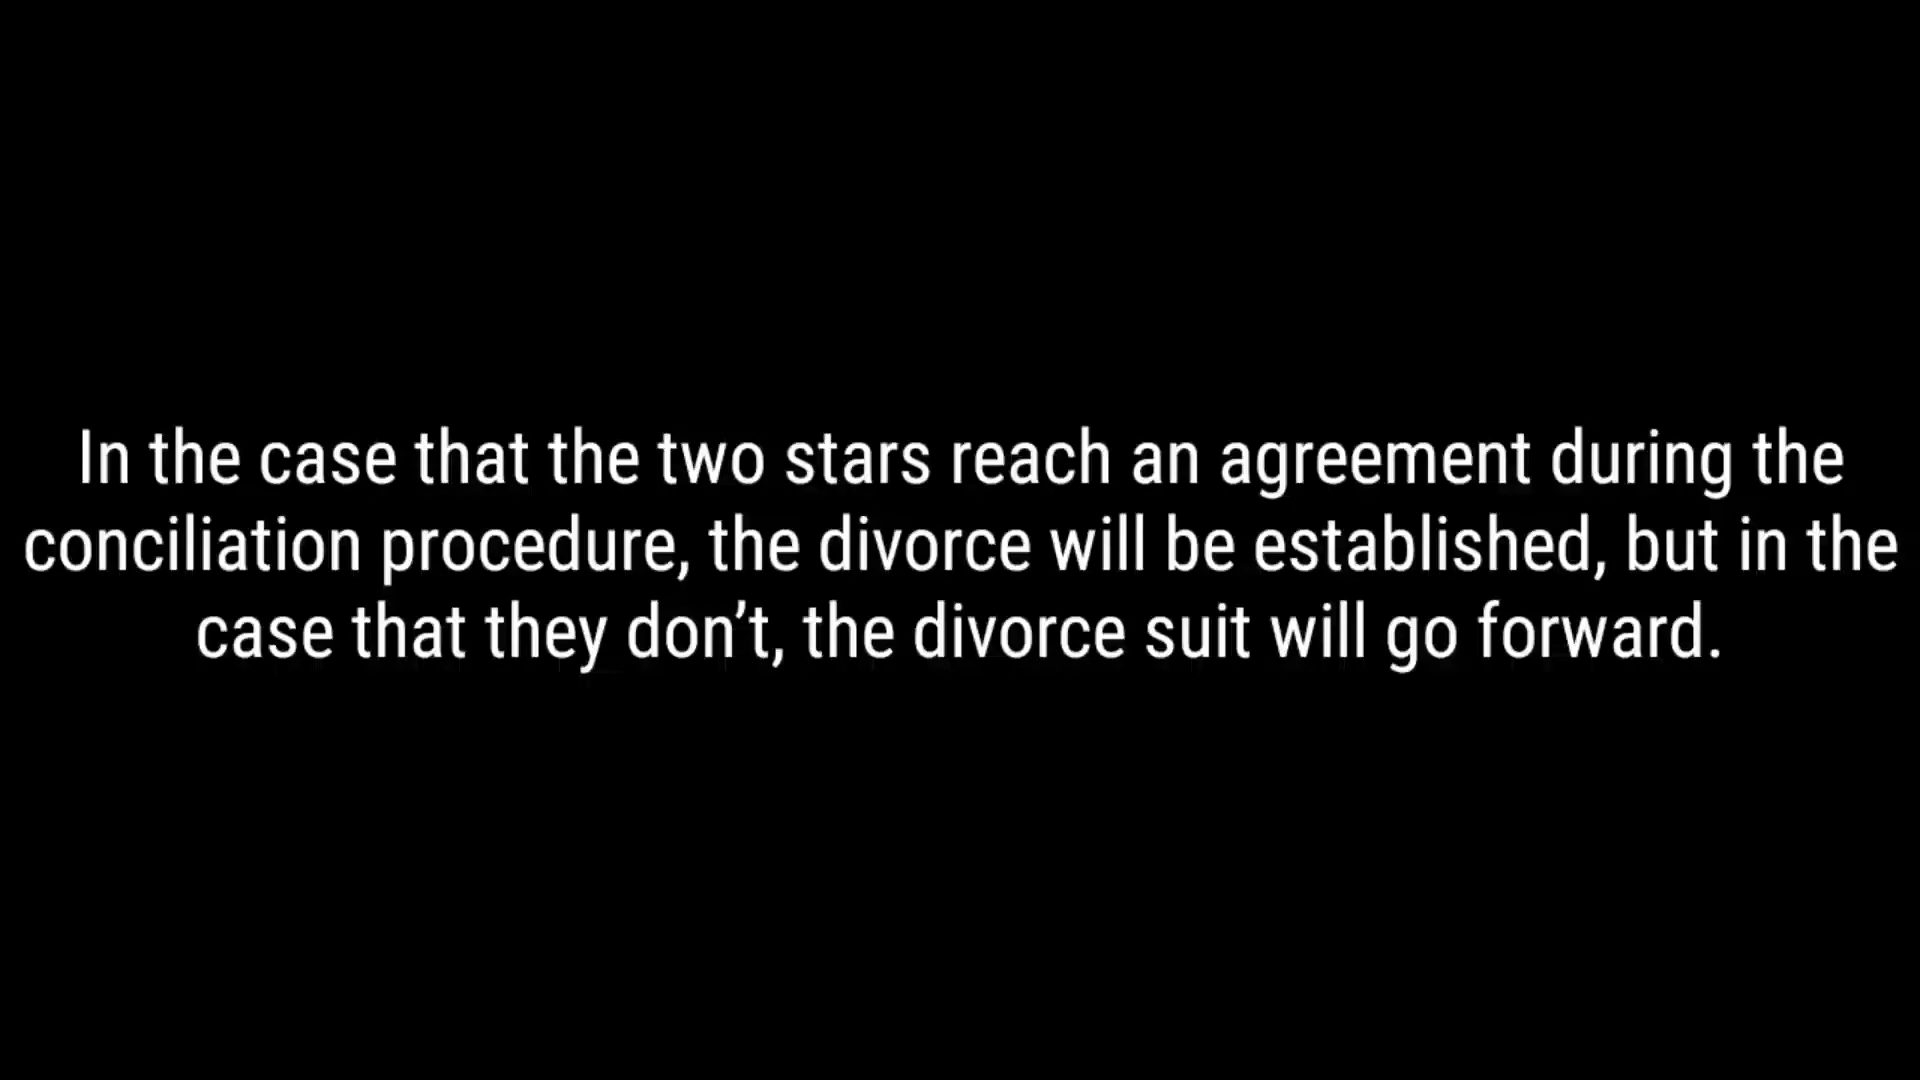 In the case that the two stars reach an agreement during the
conciliation procedure, the divorce will be established, but in the
case that they don’t, the divorce suit will go forward.